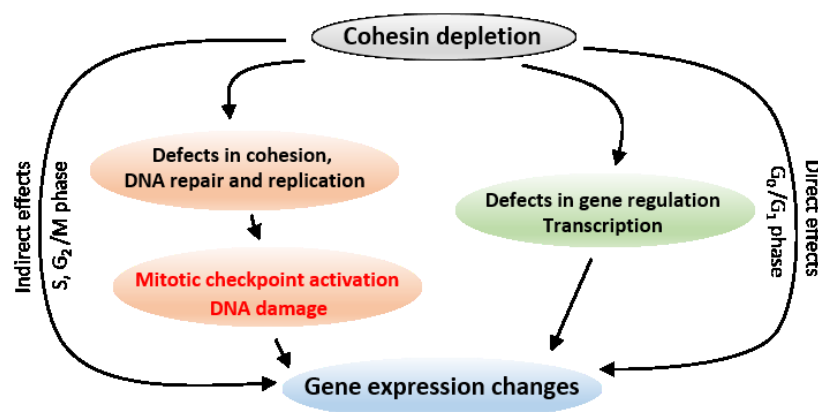 Cohesin depletion
Indirect effects
S, G₂/M phase
Defects in cohesion,
DNA repair and replication
Mitotic checkpoint activation
DNA damage
Defects in gene regulation
Transcription
Direct effects
G₀/G₁ phase
Gene expression changes